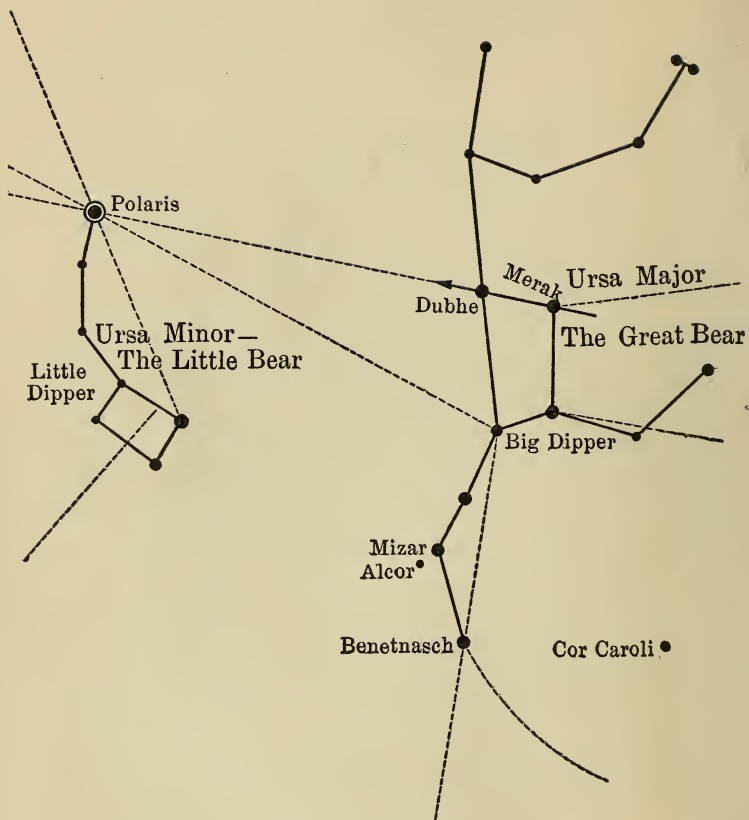 Polaris
Ursa Minor—
The Little Bear
Little
Dipper
Merak
Ursa Major
Dubhe
The Great Bear
Big Dipper
Mizar
Alcor
Benetnasch
Cor Caroli